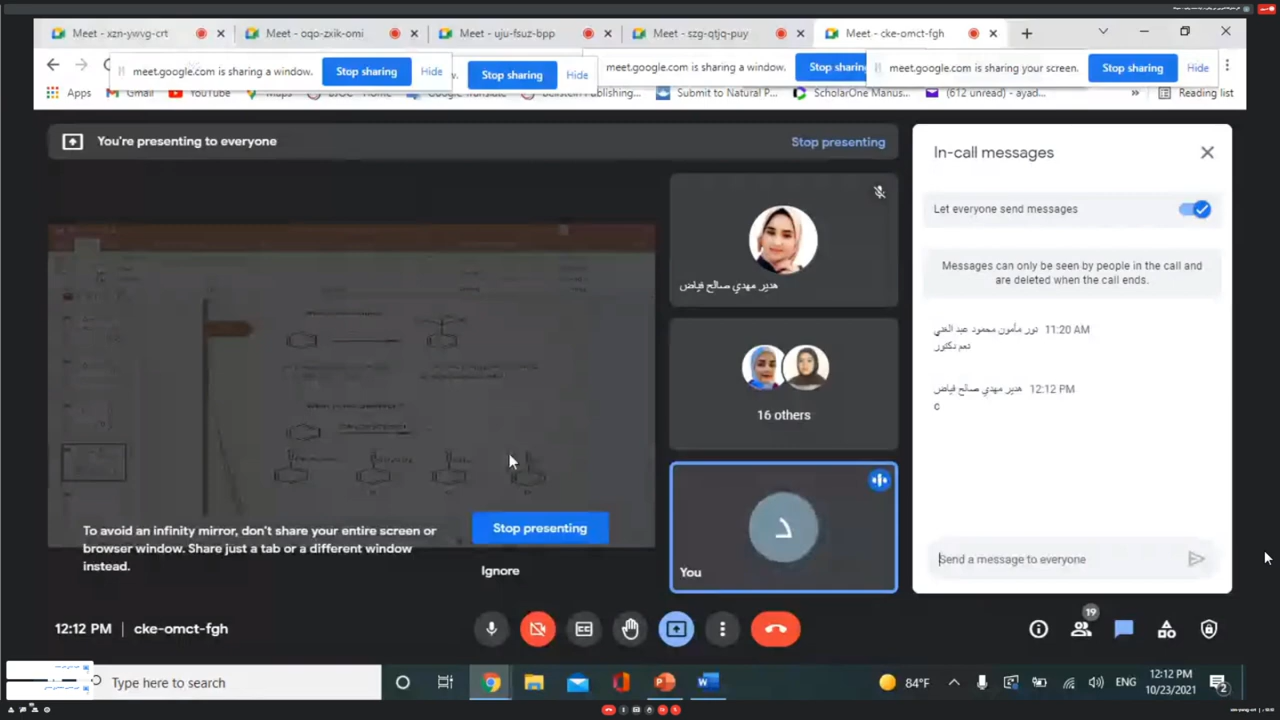 Meet - xzn-ywvg-crt
Meet - oqo-zxik-omi
Meet - uju-fsuz-bpp
Meet - szg-qtjq-puy
Meet - cke-omct-fgh
meet.google.com is sharing a window.
Stop sharing
Hide
Stop sharing
Hide
meet.google.com is sharing a window.
Stop sharing
meet.google.com is sharing your screen.
Stop sharing
Hide
Apps
Gmail
YouTube
Maps
Google Translate
Publishing...
Submit to Natural P...
ScholarOne Manus...
(612 unread) - ayad...
»
Reading list
You're presenting to everyone
Stop presenting
هدير مهدي صالح فياض
16 others
د
You
To avoid an infinity mirror, don't share your entire screen or
browser window. Share just a tab or a different window
instead.
Stop presenting
Ignore
In-call messages
Let everyone send messages
Messages can only be seen by people in the call and
are deleted when the call ends.
نور مأمون محمود عبد الغني 11:20 AM
نعم دكتور
هدير مهدي صالح فياض 12:12 PM
Send a message to everyone
12:12 PM | cke-omct-fgh
19
Type here to search
84°F
ENG
12:12 PM
10/23/2021
2